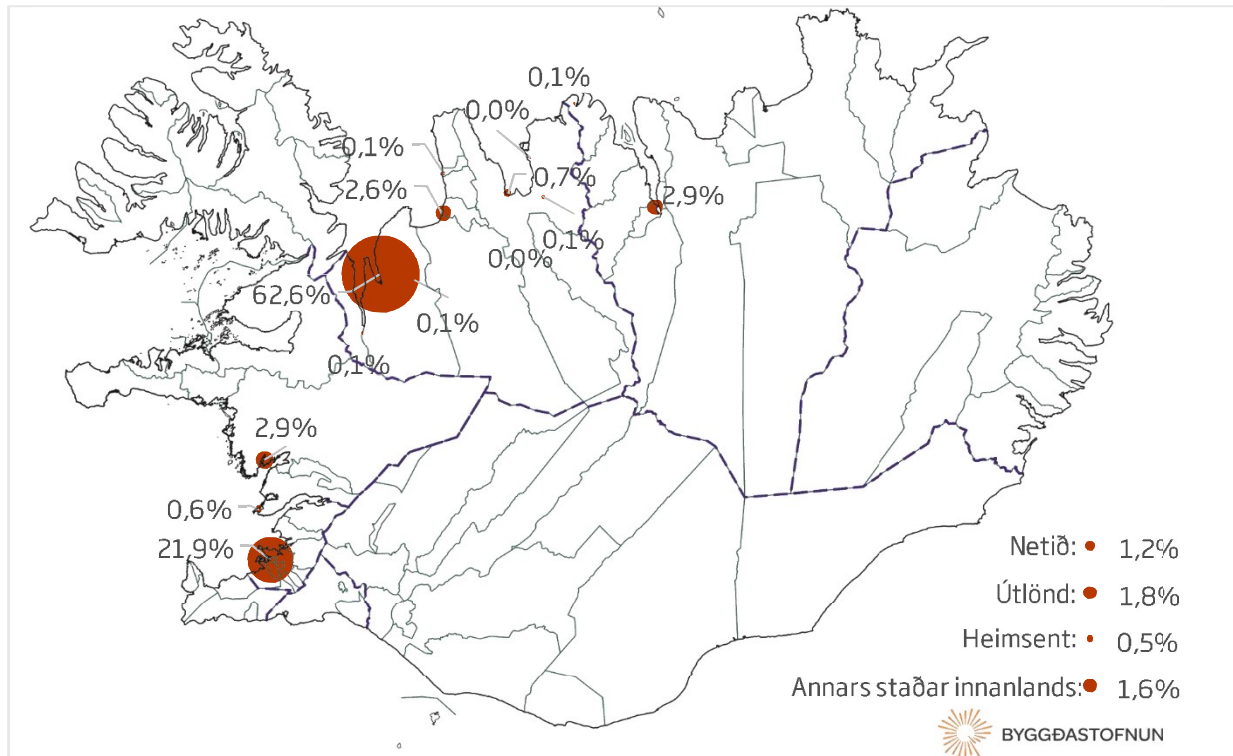 0,1%
0,0%
0,1%
2,6%
0,7%
2,9%
0,1%
0,0%
62,6%
0,1%
0,1%
2,9%
0,6%
21,9%
Netið: 1,2%
Útlönd: 1,8%
Heimsent: 0,5%
Annars staðar innanlands: 1,6%
BYGGÐASTOFNUN